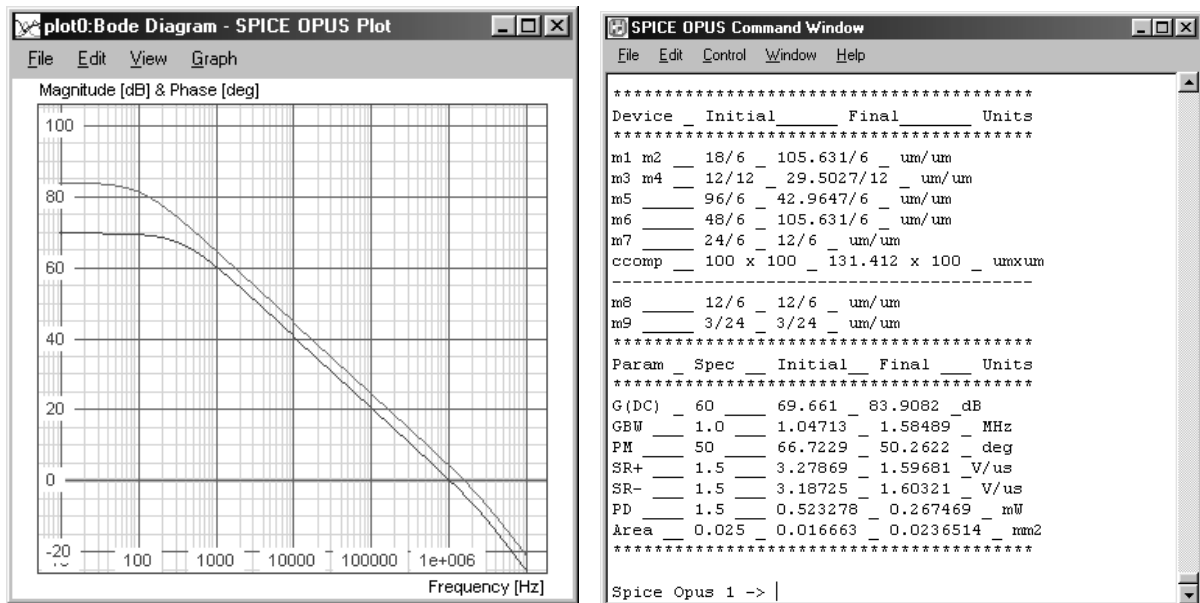 plot0:Bode Diagram - SPICE OPUS Plot
File Edit View Graph
Magnitude [dB] & Phase [deg]
100
80
60
40
20
0
-20
100 1000 10000 100000 1e+006
Frequency [Hz]
SPICE OPUS Command Window
File Edit Control Window Help
*****************************************
Device _ Initial______ Final_______ Units
*****************************************
m1 m2 __ 18/6 _ 105.631/6 _ um/um
m3 m4 __ 12/12 _ 29.5027/12 _ um/um
m5 _____ 96/6 _ 42.9647/6 _ um/um
m6 _____ 48/6 _ 105.631/6 _ um/um
m7 _____ 24/6 _ 12/6 _ um/um
ccomp __ 100 x 100 _ 131.412 x 100 _ umxum
-----------------------------------------
m8 _____ 12/6 _ 12/6 _ um/um
m9 _____ 3/24 _ 3/24 _ um/um
*****************************************
Param _ Spec __ Initial__ Final ___ Units
*****************************************
G(DC) _ 60 ____ 69.661 _ 83.9082 _dB
GBW ___ 1.0 ___ 1.04713 _ 1.58489 _ MHz
PM ____ 50 ____ 66.7229 _ 50.2622 _ deg
SR+ ___ 1.5 ___ 3.27869 _ 1.59681 _V/us
SR- ___ 1.5 ___ 3.18725 _ 1.60321 _ V/us
PD ____ 1.5 ___ 0.523278 _ 0.267469 _ mW
Area __ 0.025 _ 0.016663 _ 0.0236514 _ mm2
*****************************************
Spice Opus 1 -> |